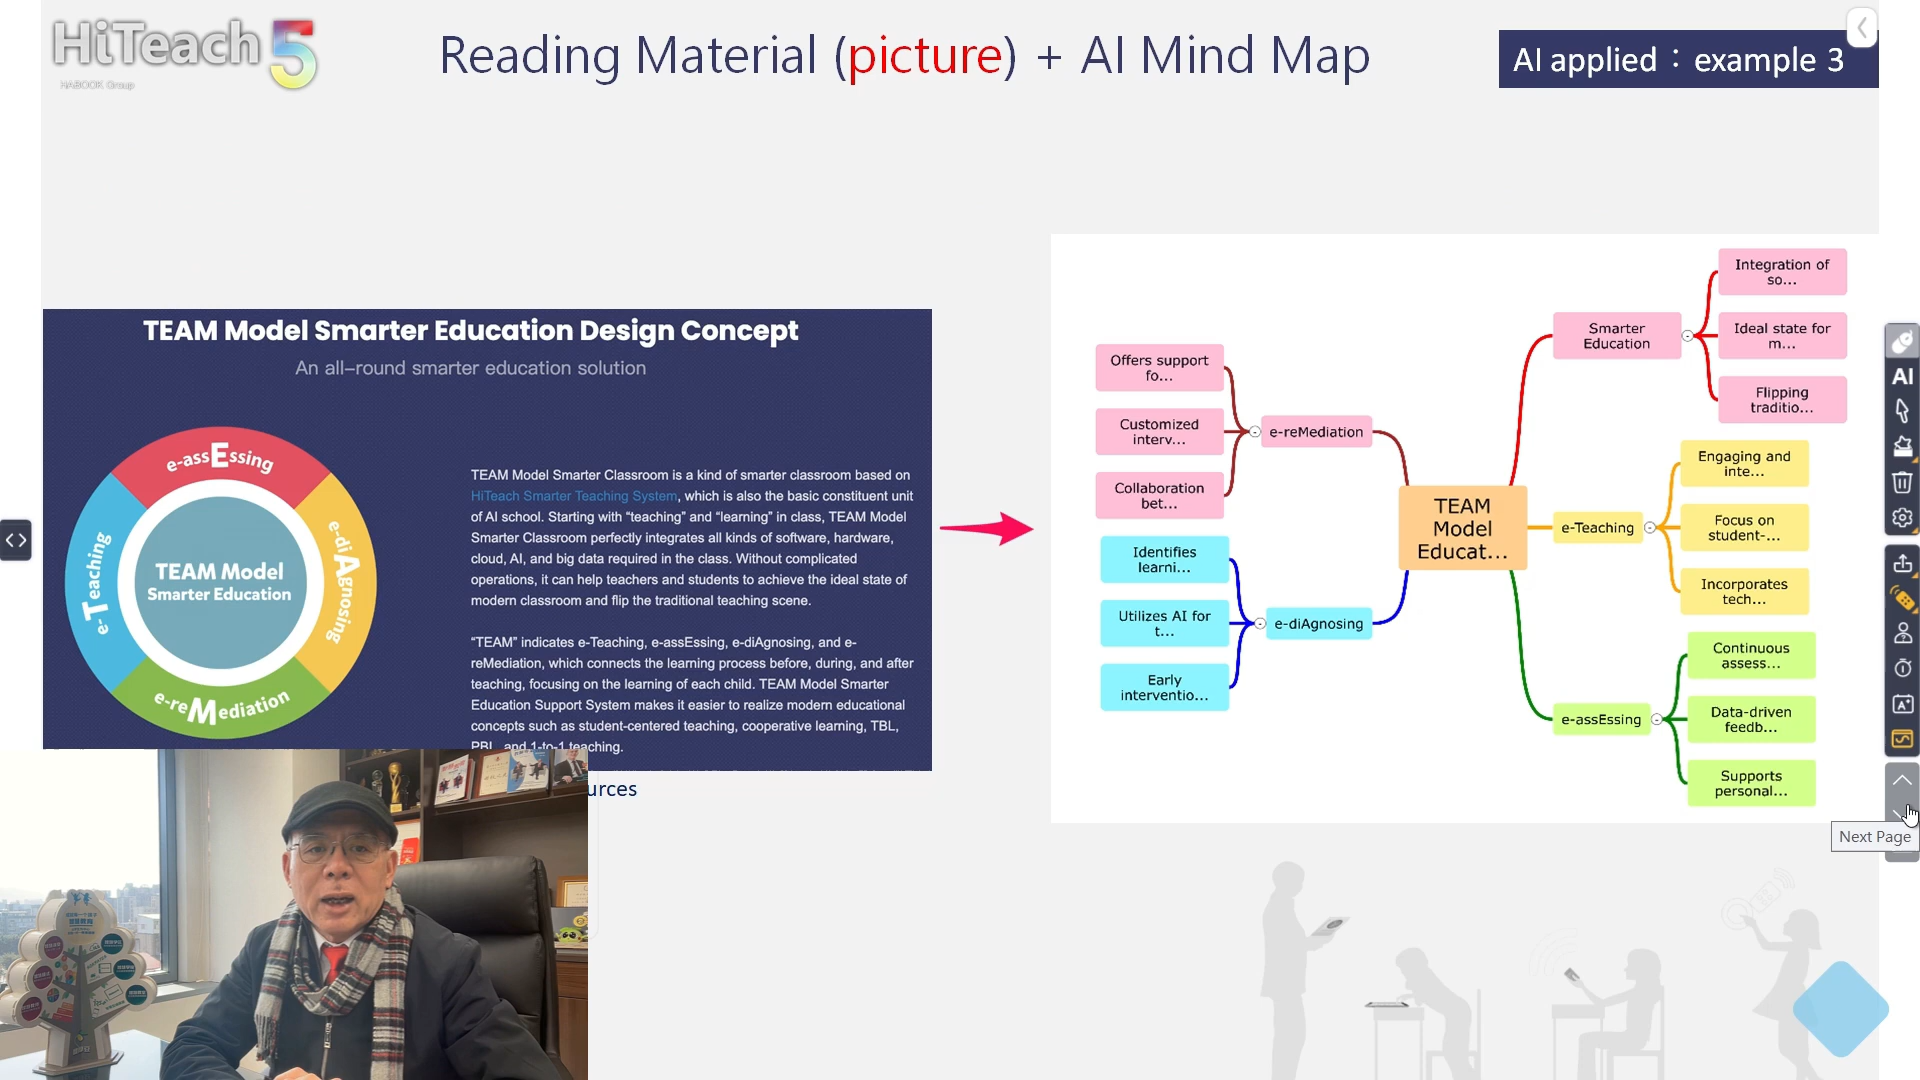 HiTeach 5
HABOOK Group
Reading Material (picture) + AI Mind Map
AI applied：example 3
TEAM Model Smarter Education Design Concept
An all-round smarter education solution
e-assEssing
e-Teaching
e-diAgnosing
e-reMediation
TEAM Model
Smarter Education
TEAM Model Smarter Classroom is a kind of smarter classroom based on
HiTeach Smarter Teaching System, which is also the basic constituent unit
of AI school. Starting with “teaching” and “learning” in class, TEAM Model
Smarter Classroom perfectly integrates all kinds of software, hardware,
cloud, AI, and big data required in the class. Without complicated
operations, it can help teachers and students to achieve the ideal state of
modern classroom and flip the traditional teaching scene.
“TEAM” indicates e-Teaching, e-assEssing, e-diAgnosing, and e-
reMediation, which connects the learning process before, during, and after
teaching, focusing on the learning of each child. TEAM Model Smarter
Education Support System makes it easier to realize modern educational
concepts such as student-centered teaching, cooperative learning, TBL,
PBL, and 1-to-1 teaching.
urces
Offers support
fo...
Customized
interv...
Collaboration
bet...
e-reMediation
Identifies
learni...
Utilizes AI for
t...
Early
interventio...
e-diAgnosing
TEAM
Model
Educat...
Smarter
Education
Integration of
so...
Ideal state for
m...
Flipping
traditio...
e-Teaching
Engaging and
inte...
Focus on
student-...
Incorporates
tech...
e-assEssing
Continuous
assess...
Data-driven
feedb...
Supports
personal...
AI
Next Page